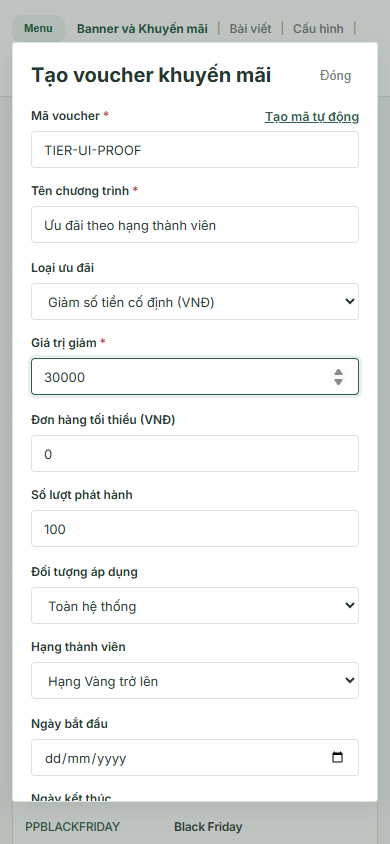 Menu Banner và Khuyến mãi | Bài viết | Cấu hình |
Tạo voucher khuyến mãi Đóng
Mã voucher * Tạo mã tự động
TIER-UI-PROOF
Tên chương trình *
Ưu đãi theo hạng thành viên
Loại ưu đãi
Giảm số tiền cố định (VNĐ)
Giá trị giảm *
30000
Đơn hàng tối thiểu (VNĐ)
0
Số lượt phát hành
100
Đối tượng áp dụng
Toàn hệ thống
Hạng thành viên
Hạng Vàng trở lên
Ngày bắt đầu
dd/mm/yyyy
Ngày kết thúc
PPBLACKFRIDAY Black Friday